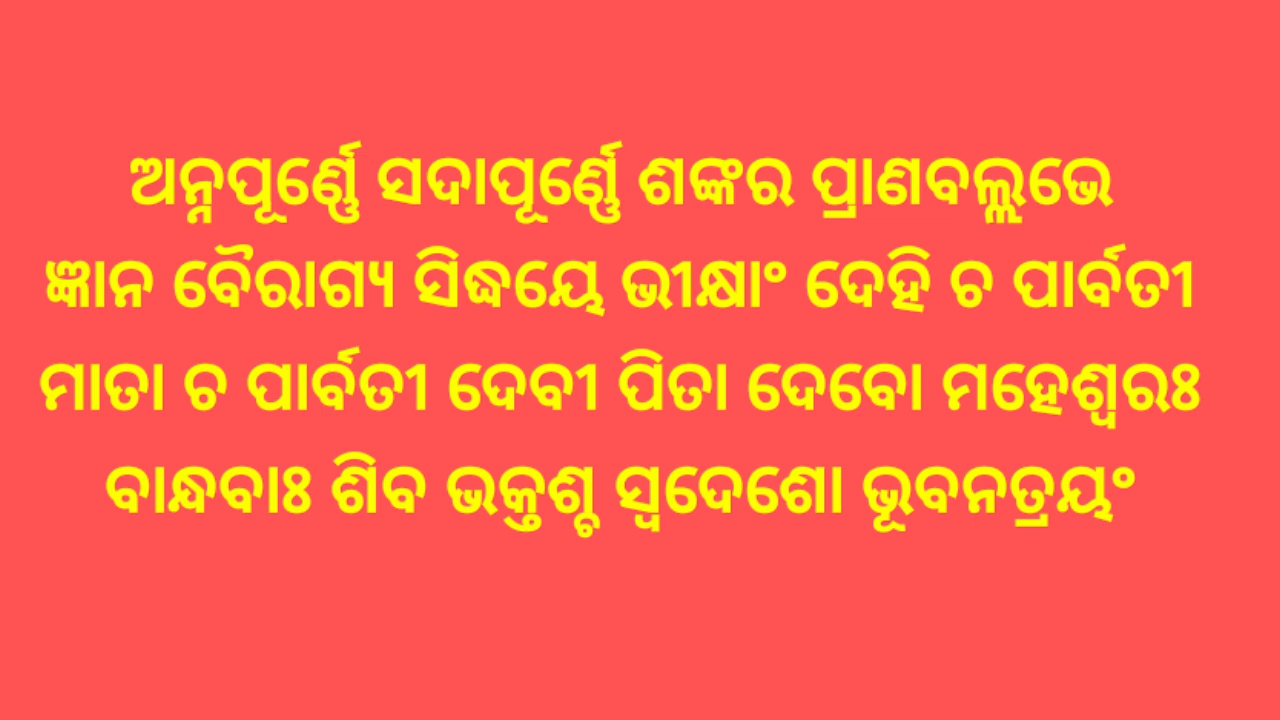 ଅନ୍ନପୂର୍ଣ୍ଣେ ସଦାପୂର୍ଣ୍ଣେ ଶଙ୍କର ପ୍ରାଣବଲ୍ଲଭେ
ଜ୍ଞାନ ବୈରାଗ୍ୟ ସିଦ୍ଧୟେ ଭୀକ୍ଷାଂ ଦେହି ଚ ପାର୍ବତୀ
ମାତା ଚ ପାର୍ବତୀ ଦେବୀ ପିତା ଦେବୋ ମହେଶ୍ୱରଃ
ବାନ୍ଧବାଃ ଶିବ ଭକ୍ତଶ୍ଚ ସ୍ୱଦେଶୋ ଭୂବନତ୍ରୟଂ